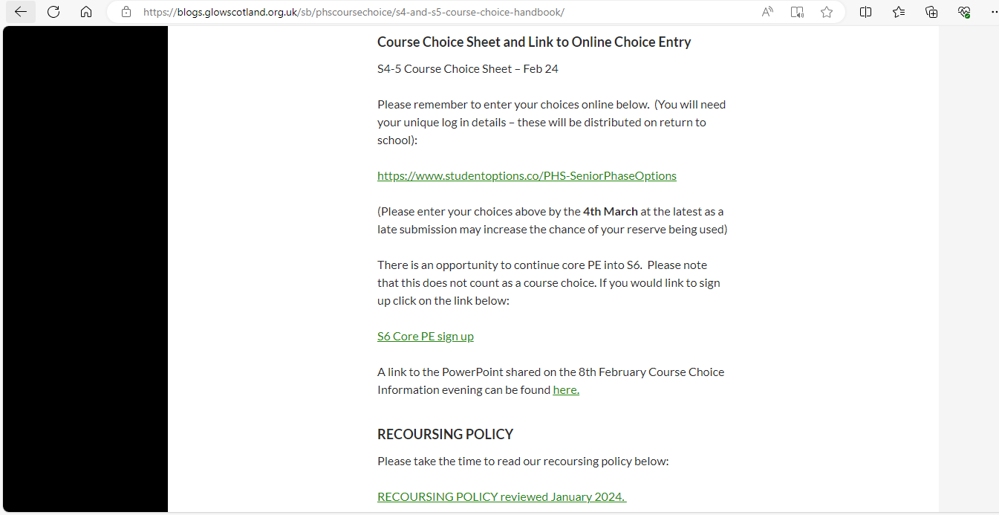 https://blogs.glowscotland.org.uk/sb/phscoursechoice/s4-and-s5-course-choice-handbook/
Course Choice Sheet and Link to Online Choice Entry
S4-5 Course Choice Sheet – Feb 24
Please remember to enter your choices online below.  (You will need
your unique log in details – these will be distributed on return to
school):
https://www.studentoptions.co/PHS-SeniorPhaseOptions
(Please enter your choices above by the 4th March at the latest as a
late submission may increase the chance of your reserve being used)
There is an opportunity to continue core PE into S6.  Please note
that this does not count as a course choice. If you would link to sign
up click on the link below:
S6 Core PE sign up
A link to the PowerPoint shared on the 8th February Course Choice
Information evening can be found here.
RECOURSING POLICY
Please take the time to read our recoursing policy below:
RECOURSING POLICY reviewed January 2024.